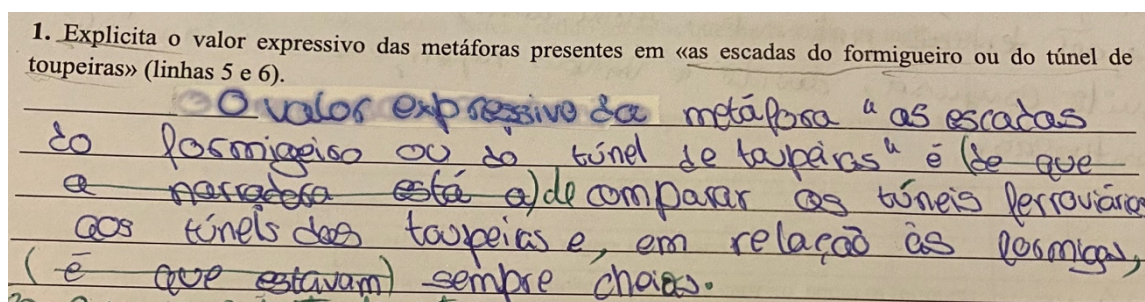 1. Explicita o valor expressivo das metáforas presentes em «as escadas do formigueiro ou do túnel de
toupeiras» (linhas 5 e 6).
O valor expressivo da metáfora " as escadas
do formigueiro ou do túnel de toupeiras" é (de que
a narradora está a) de comparar os túneis ferroviários
aos túneis das toupeiras e, em relação às formigas,
( é que estavam) sempre cheios.